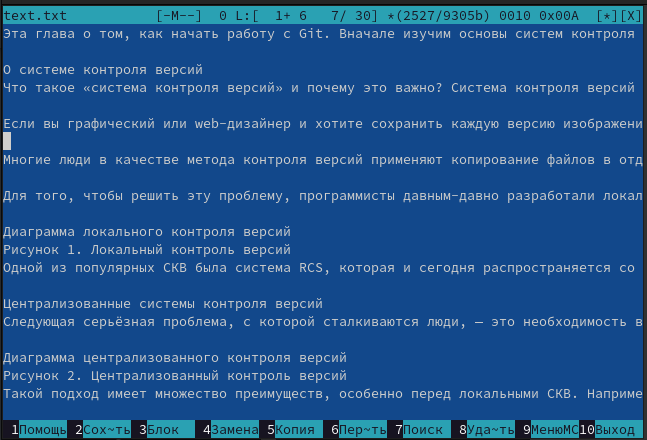 text.txt [-M--] 0 L:[ 1+ 6 7/ 30] *(2527/9305b) 0010 0x00A [*][X]
Эта глава о том, как начать работу с Git. Вначале изучим основы систем контроля
О системе контроля версий
Что такое «система контроля версий» и почему это важно? Система контроля версий
Если вы графический или web-дизайнер и хотите сохранить каждую версию изображени
Многие люди в качестве метода контроля версий применяют копирование файлов в отд
Для того, чтобы решить эту проблему, программисты давным-давно разработали локал
Диаграмма локального контроля версий
Рисунок 1. Локальный контроль версий
Одной из популярных СКВ была система RCS, которая и сегодня распространяется со
Централизованные системы контроля версий
Следующая серьёзная проблема, с которой сталкиваются люди, — это необходимость в
Диаграмма централизованного контроля версий
Рисунок 2. Централизованный контроль версий
Такой подход имеет множество преимуществ, особенно перед локальными СКВ. Наприме
1Помощь 2Сох~ть 3Блок 4Замена 5Копия 6Пер~ть 7Поиск 8Уда~ть 9МенюMC 10Выход